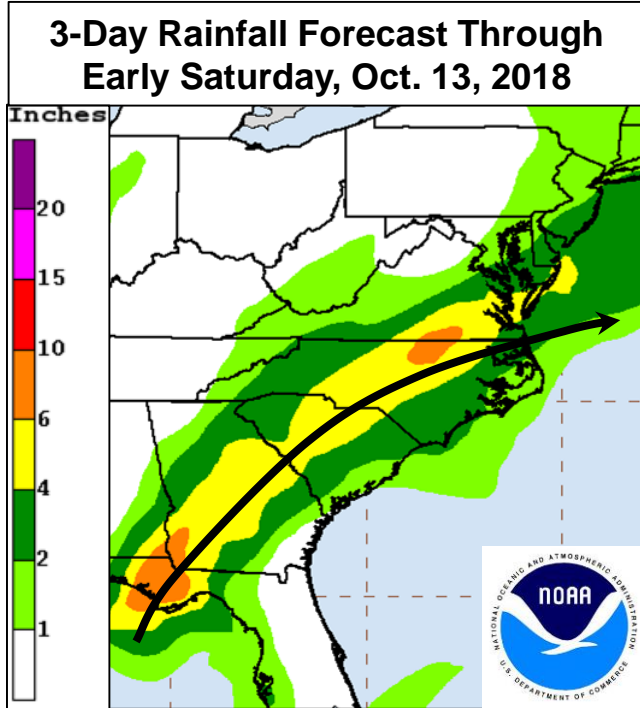 3-Day Rainfall Forecast Through
Early Saturday, Oct. 13, 2018
Inches
20
15
10
6
4
2
1
NATIONAL OCEANIC AND ATMOSPHERIC ADMINISTRATION
NOAA
U.S. DEPARTMENT OF COMMERCE